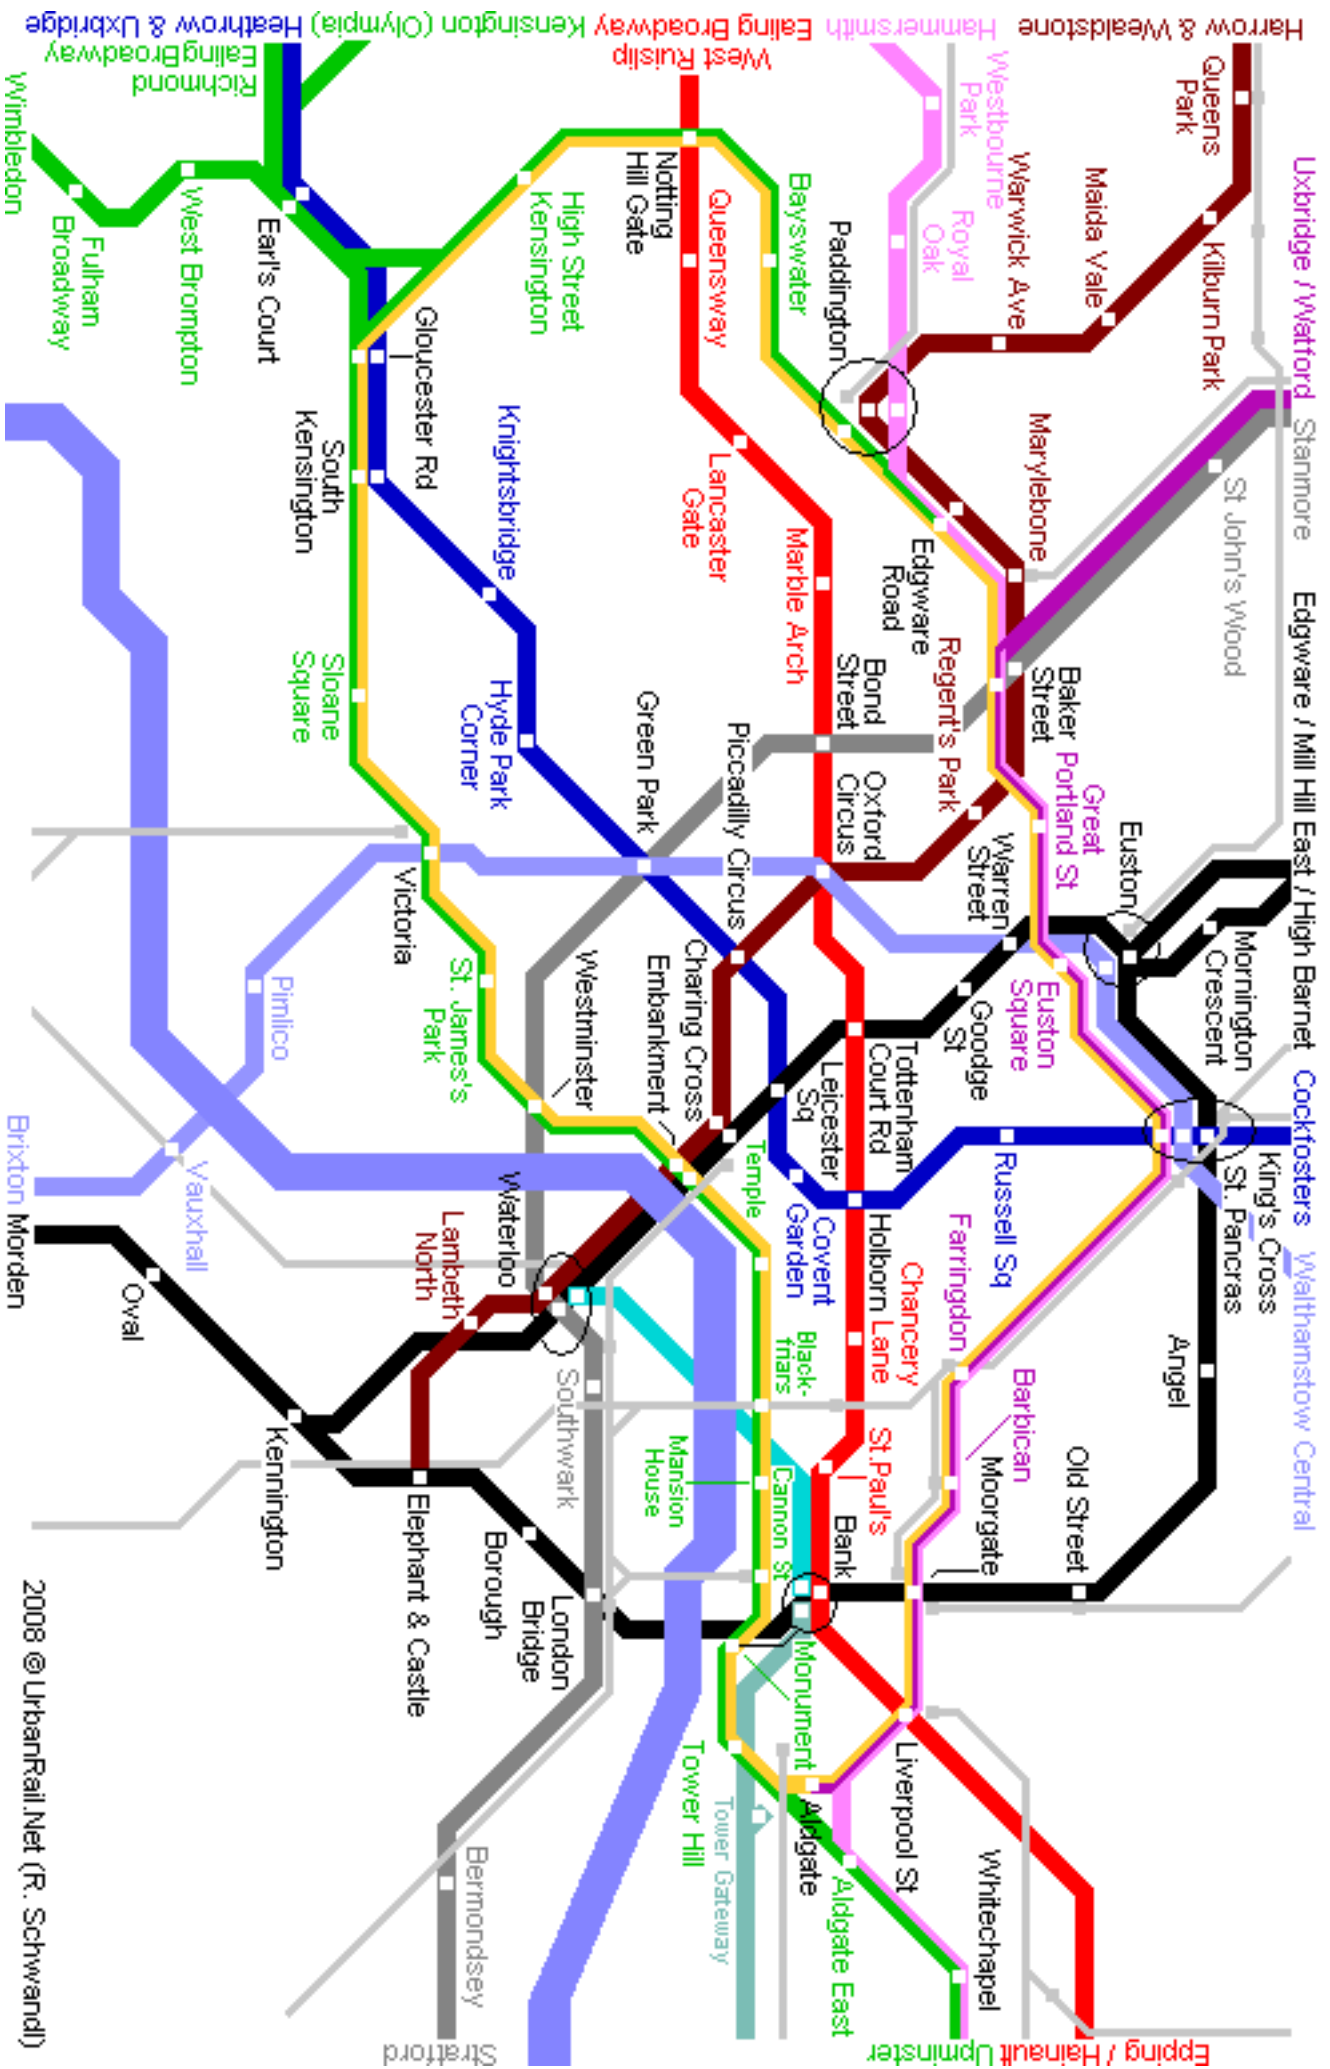 Harrow & Wealdstone
Hammersmith
Ealing Broadway
West Ruislip
Kensington (Olympia)
Heathrow & Uxbridge
Ealing Broadway
Richmond
Wimbledon
Uxbridge / Watford
Stanmore
Edgware / Mill Hill East / High Barnet
Cockfosters
Walthamstow Central
Queens
Park
Kilburn Park
Maida Vale
Warwick Ave
Westbourne
Park
Royal
Oak
Paddington
Bayswater
Notting
Hill Gate
Queensway
High Street
Kensington
Lancaster
Gate
Marble Arch
Edgware
Road
Marylebone
St John's Wood
Baker
Street
Regent's Park
Great
Portland St
Bond
Street
Oxford
Circus
Warren
Street
Euston
Euston
Square
Mornington
Crescent
Goodge
St
Tottenham
Court Rd
King's Cross
St. Pancras
Russell Sq
Angel
Farringdon
Barbican
Moorgate
Old Street
Chancery
Lane
Holborn
Leicester
Sq
Covent
Garden
Piccadilly Circus
Green Park
Hyde Park
Corner
Knightsbridge
Gloucester Rd
Earl's Court
South
Kensington
Sloane
Square
West Brompton
Fulham
Broadway
Victoria
St. James's
Park
Westminster
Charing Cross
Embankment
Temple
Black-
friars
Mansion
House
Cannon St
St.Paul's
Bank
Monument
Liverpool St
Aldgate
Aldgate East
Whitechapel
Tower Hill
Tower Gateway
Pimlico
Vauxhall
Brixton
Morden
Oval
Waterloo
Lambeth
North
Southwark
Kennington
Elephant & Castle
Borough
London
Bridge
Bermondsey
Stratford
Upminster
Epping / Hainault
2008 © UrbanRail.Net (R. Schwandl)